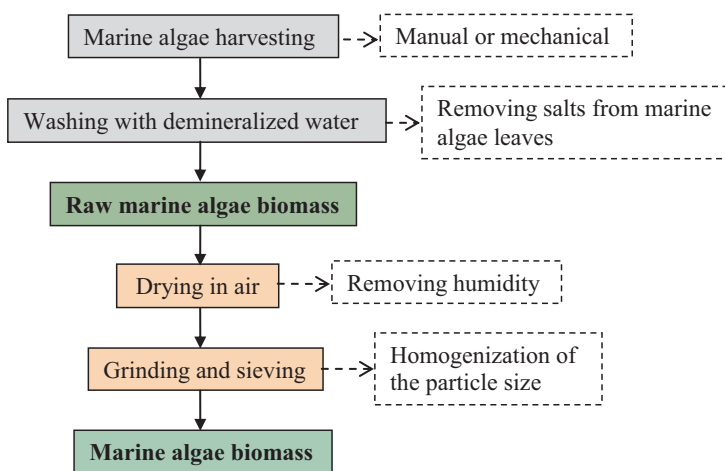 Marine algae harvesting
Manual or mechanical
Washing with demineralized water
Removing salts from marine
algae leaves
Raw marine algae biomass
Drying in air
Removing humidity
Grinding and sieving
Homogenization of
the particle size
Marine algae biomass